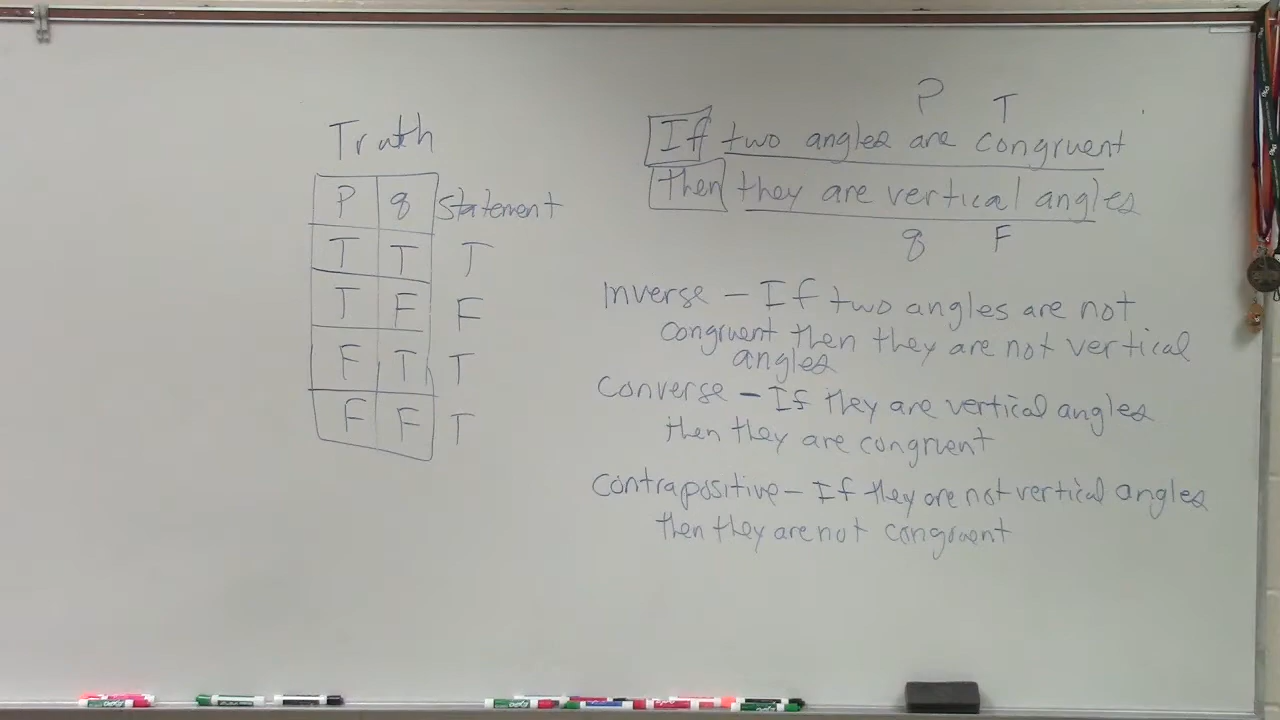 Truth
P q Statement
T T T
T F F
F T T
F F T
P T
If two angles are congruent
then they are vertical angles
q F
Inverse – If two angles are not
congruent then they are not vertical
angles
Converse – If they are vertical angles
then they are congruent
Contrapositive – If they are not vertical angles
then they are not congruent